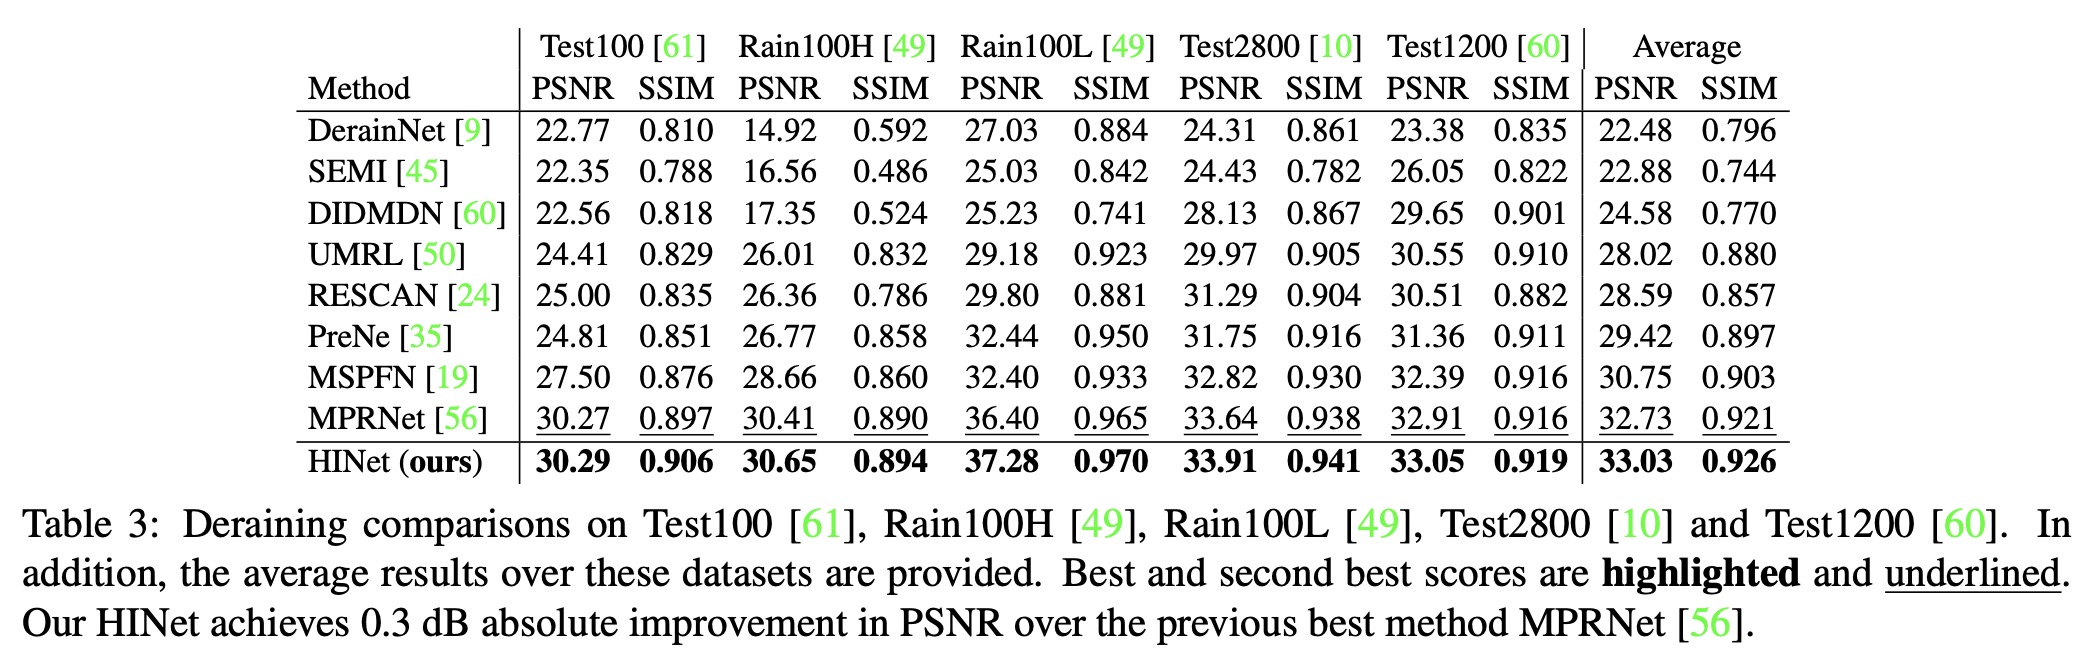 Test100 [61] Rain100H [49] Rain100L [49] Test2800 [10] Test1200 [60] Average
Method PSNR SSIM PSNR SSIM PSNR SSIM PSNR SSIM PSNR SSIM PSNR SSIM
DerainNet [9] 22.77 0.810 14.92 0.592 27.03 0.884 24.31 0.861 23.38 0.835 22.48 0.796
SEMI [45] 22.35 0.788 16.56 0.486 25.03 0.842 24.43 0.782 26.05 0.822 22.88 0.744
DIDMDN [60] 22.56 0.818 17.35 0.524 25.23 0.741 28.13 0.867 29.65 0.901 24.58 0.770
UMRL [50] 24.41 0.829 26.01 0.832 29.18 0.923 29.97 0.905 30.55 0.910 28.02 0.880
RESCAN [24] 25.00 0.835 26.36 0.786 29.80 0.881 31.29 0.904 30.51 0.882 28.59 0.857
PreNe [35] 24.81 0.851 26.77 0.858 32.44 0.950 31.75 0.916 31.36 0.911 29.42 0.897
MSPFN [19] 27.50 0.876 28.66 0.860 32.40 0.933 32.82 0.930 32.39 0.916 30.75 0.903
MPRNet [56] 30.27 0.897 30.41 0.890 36.40 0.965 33.64 0.938 32.91 0.916 32.73 0.921
HINet (ours) 30.29 0.906 30.65 0.894 37.28 0.970 33.91 0.941 33.05 0.919 33.03 0.926
Table 3: Deraining comparisons on Test100 [61], Rain100H [49], Rain100L [49], Test2800 [10] and Test1200 [60]. In
addition, the average results over these datasets are provided. Best and second best scores are highlighted and underlined.
Our HINet achieves 0.3 dB absolute improvement in PSNR over the previous best method MPRNet [56].